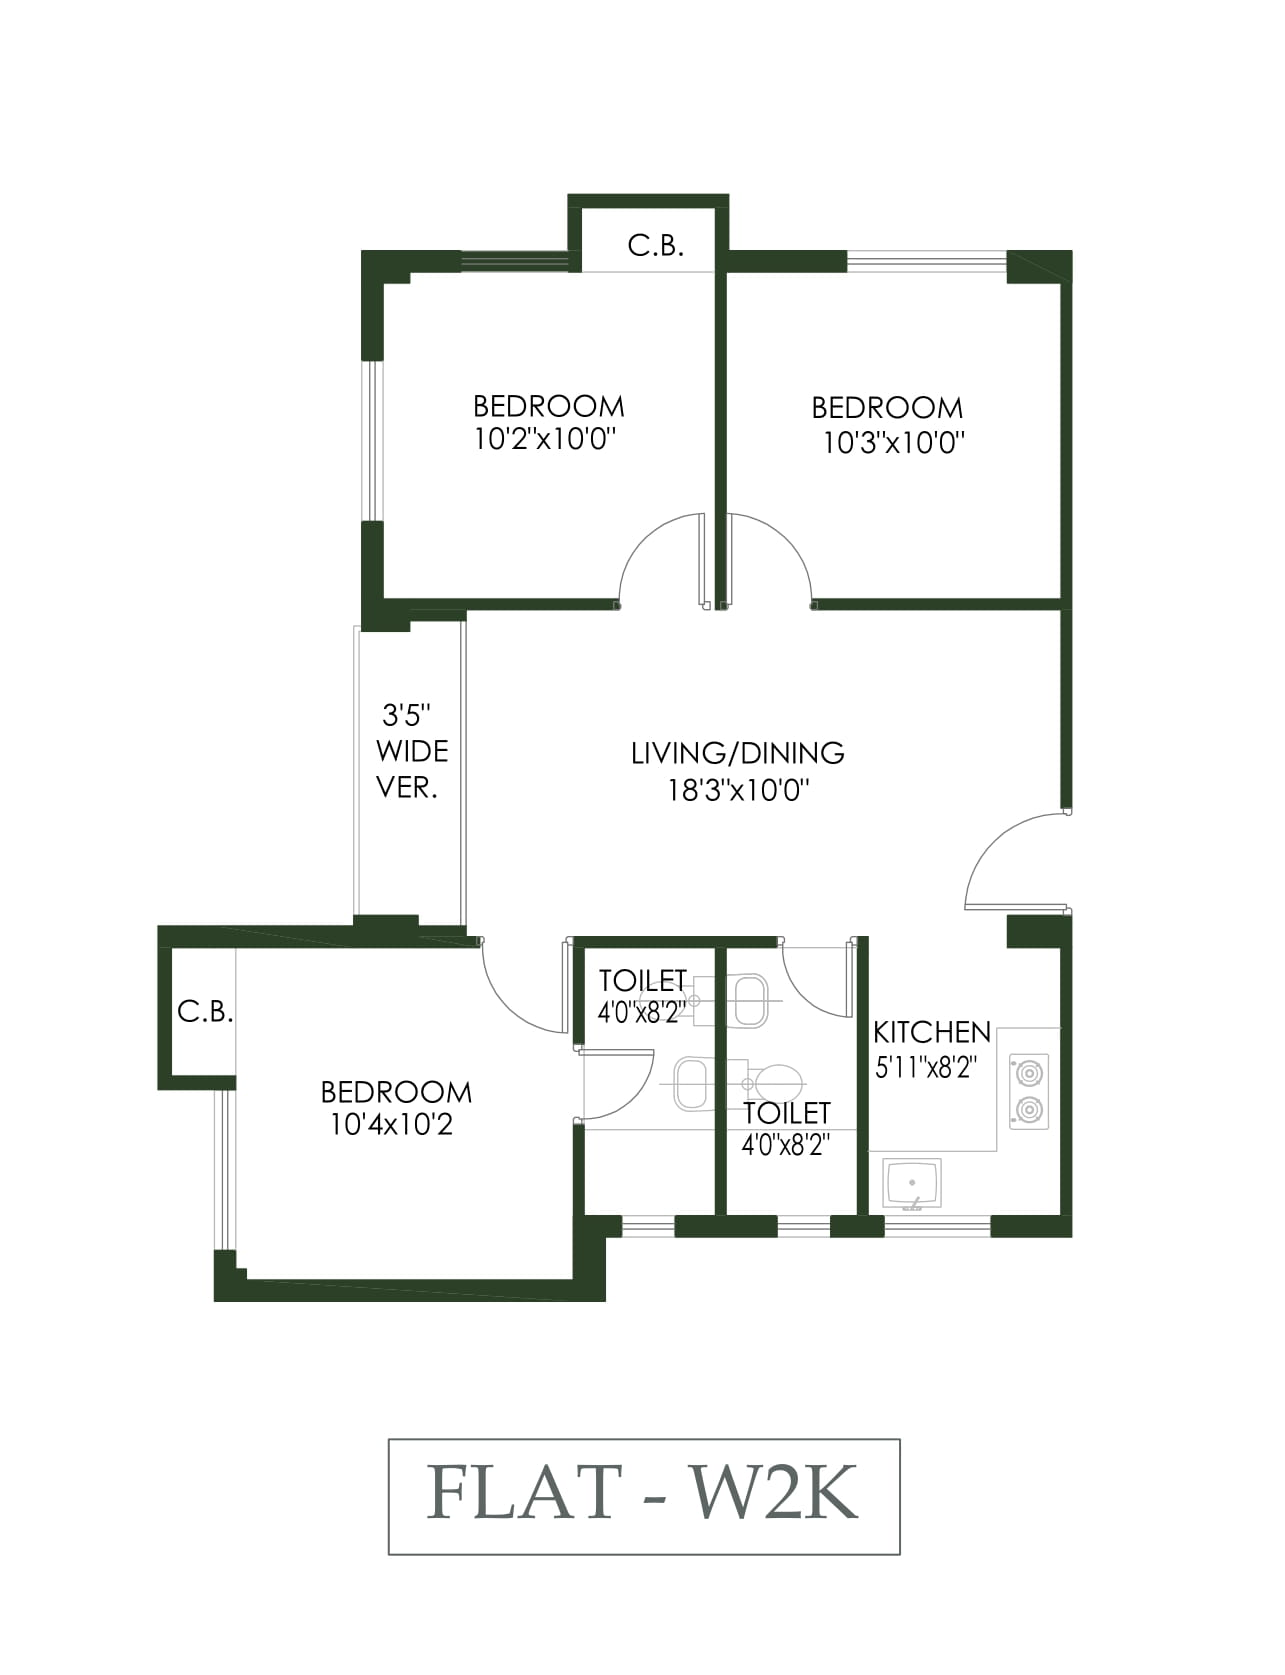 C.B.
BEDROOM
10'2"x10'0"
BEDROOM
10'3"x10'0"
3'5"
WIDE
VER.
LIVING/DINING
18'3"x10'0"
C.B.
BEDROOM
10'4x10'2
TOILET
4'0"x8'2"
TOILET
4'0"x8'2"
KITCHEN
5'11"x8'2"
FLAT - W2K